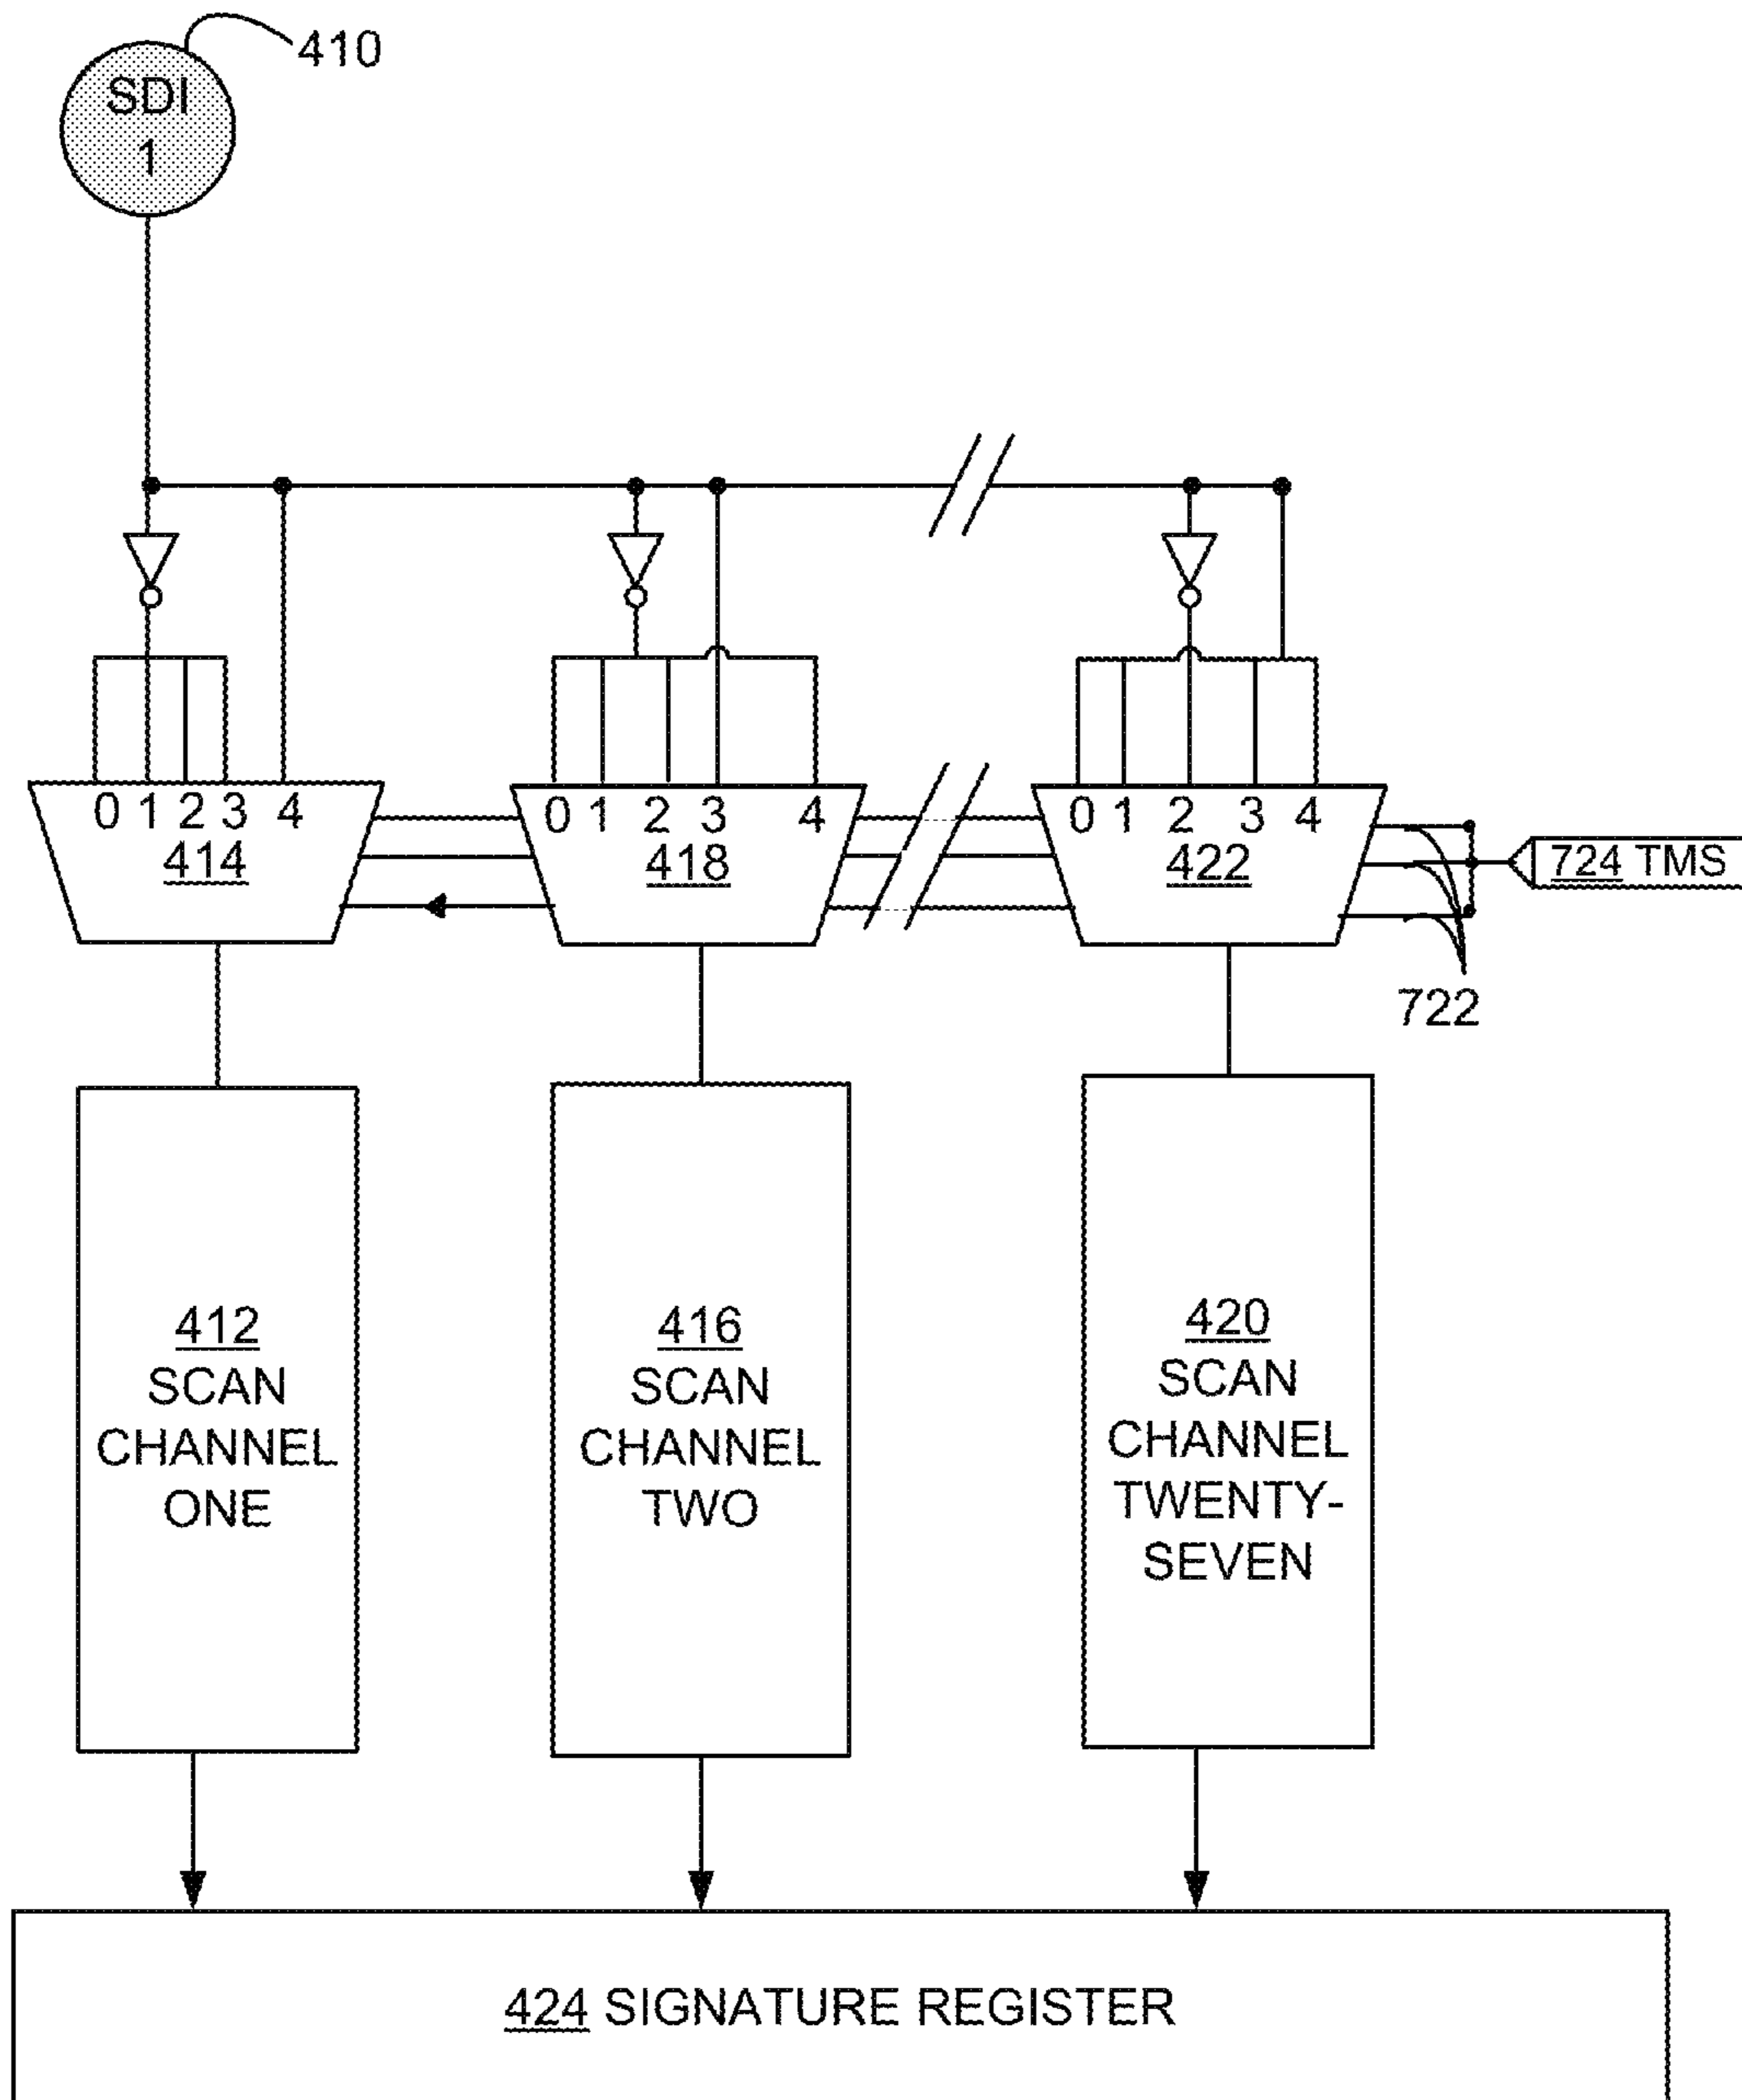 410
SDI
1
0 1 2 3 4
414
0 1 2 3 4
418
0 1 2 3 4
422
724 TMS
722
412
SCAN
CHANNEL
ONE
416
SCAN
CHANNEL
TWO
420
SCAN
CHANNEL
TWENTY-
SEVEN
424 SIGNATURE REGISTER